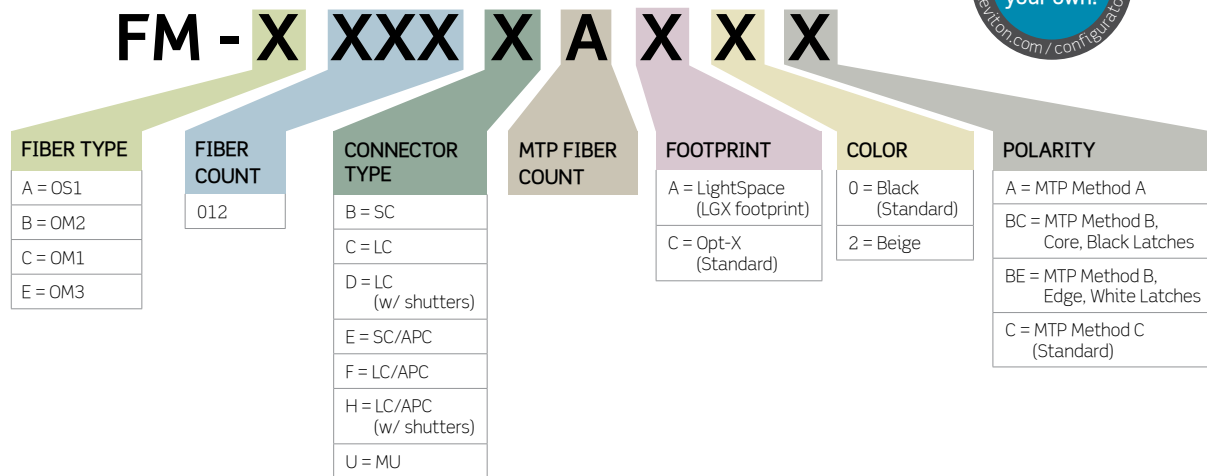 your own!
leviton.com / configurator
FM - X XXX X A X X X
FIBER TYPE
A = OS1
B = OM2
C = OM1
E = OM3
FIBER
COUNT
012
CONNECTOR
TYPE
B = SC
C = LC
D = LC
(w/ shutters)
E = SC/APC
F = LC/APC
H = LC/APC
(w/ shutters)
U = MU
MTP FIBER
COUNT
FOOTPRINT
A = LightSpace
(LGX footprint)
C = Opt-X
(Standard)
COLOR
0 = Black
(Standard)
2 = Beige
POLARITY
A = MTP Method A
BC = MTP Method B,
Core, Black Latches
BE = MTP Method B,
Edge, White Latches
C = MTP Method C
(Standard)